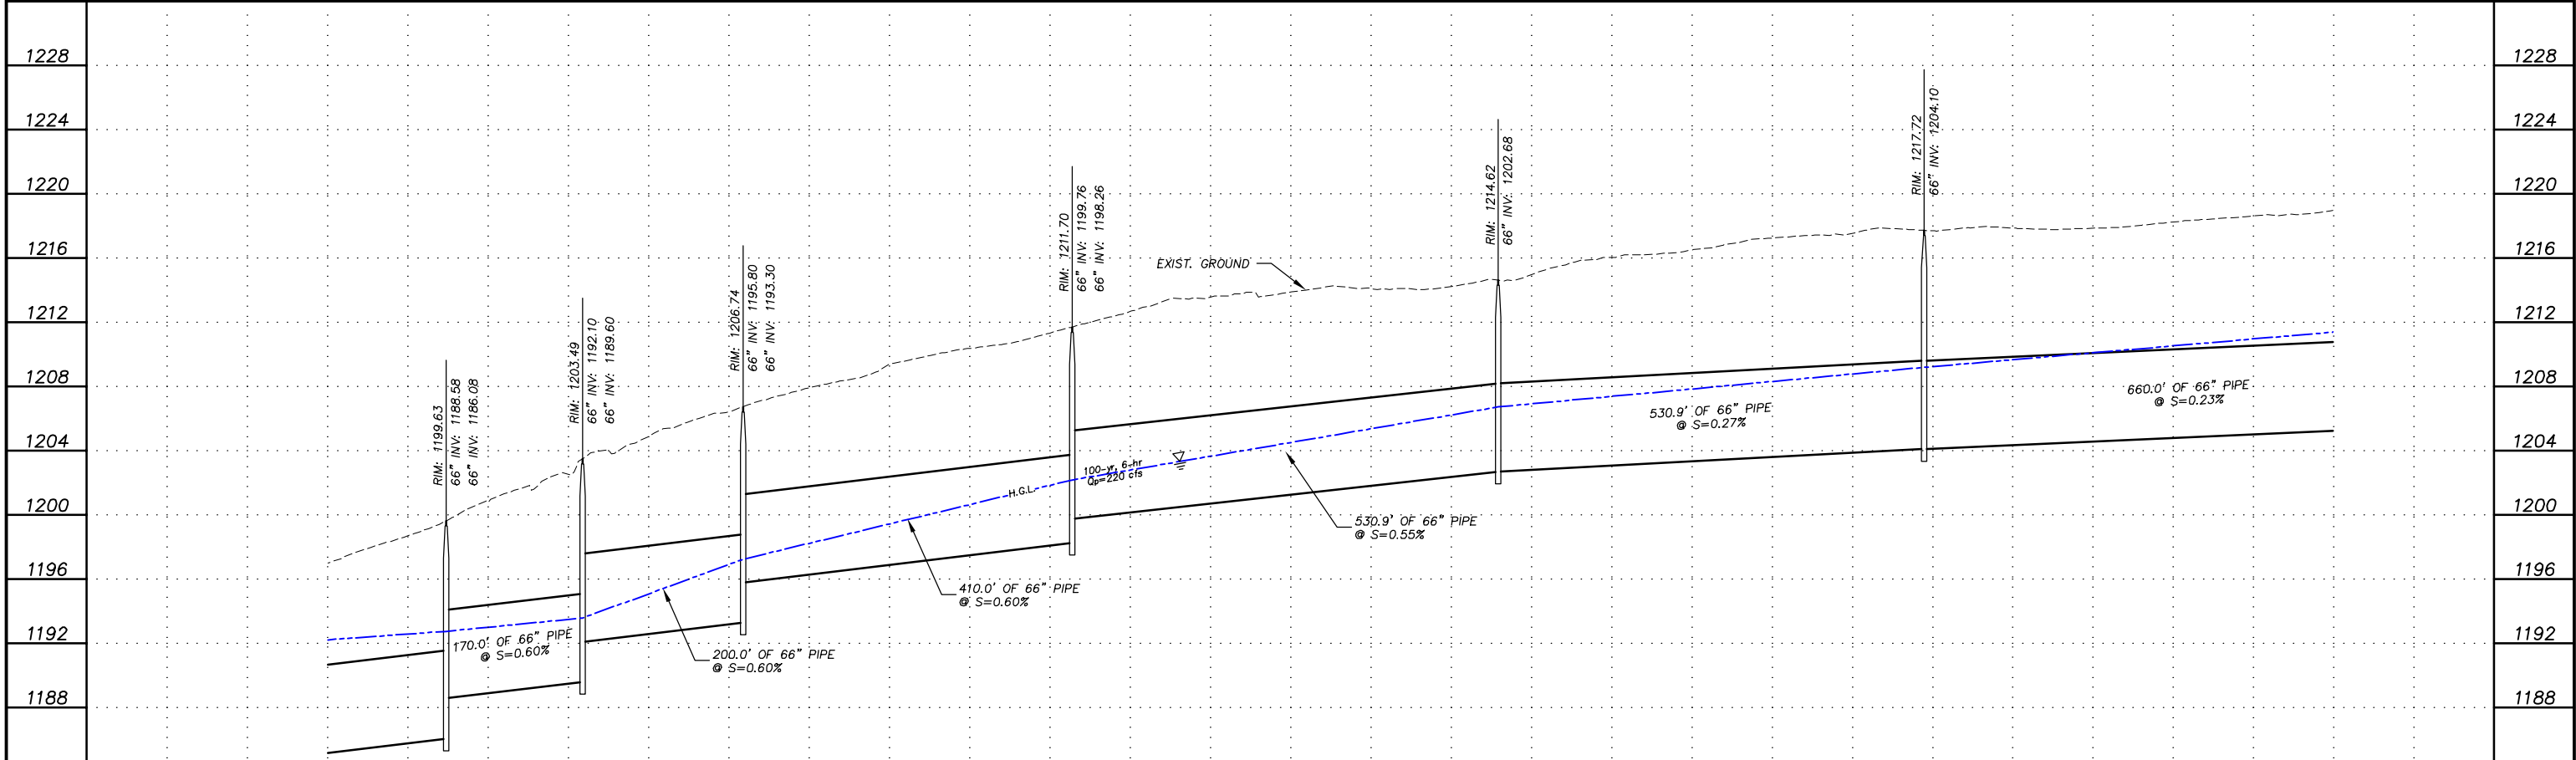 1228
1224
1220
1216
1212
1208
1204
1200
1196
1192
1188
RIM: 1199.63
66" INV: 1188.58
66" INV: 1186.08
RIM: 1203.49
66" INV: 1192.10
66" INV: 1189.60
RIM: 1206.74
66" INV: 1195.80
66" INV: 1193.30
RIM: 1211.70
66" INV: 1199.76
66" INV: 1198.26
RIM: 1214.62
66" INV: 1202.68
RIM: 1217.72
66" INV: 1204.10
EXIST. GROUND
170.0' OF 66" PIPE
@ S=0.60%
200.0' OF 66" PIPE
@ S=0.60%
410.0' OF 66" PIPE
@ S=0.60%
H.G.L.
100-yr, 6-hr
Qp=220 cfs
530.9' OF 66" PIPE
@ S=0.55%
530.9' OF 66" PIPE
@ S=0.27%
660.0' OF 66" PIPE
@ S=0.23%
1228
1224
1220
1216
1212
1208
1204
1200
1196
1192
1188